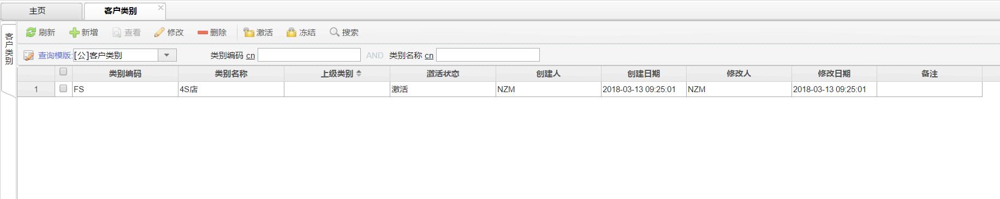 主页 客户类别
客户类别
刷新 新增 查看 修改 删除 激活 冻结 搜索
查询模版:[公]客户类别 类别编码 cn AND 类别名称 cn
类别编码 类别名称 上级类别 激活状态 创建人 创建日期 修改人 修改日期 备注
1 FS 4S店 激活 NZM 2018-03-13 09:25:01 NZM 2018-03-13 09:25:01